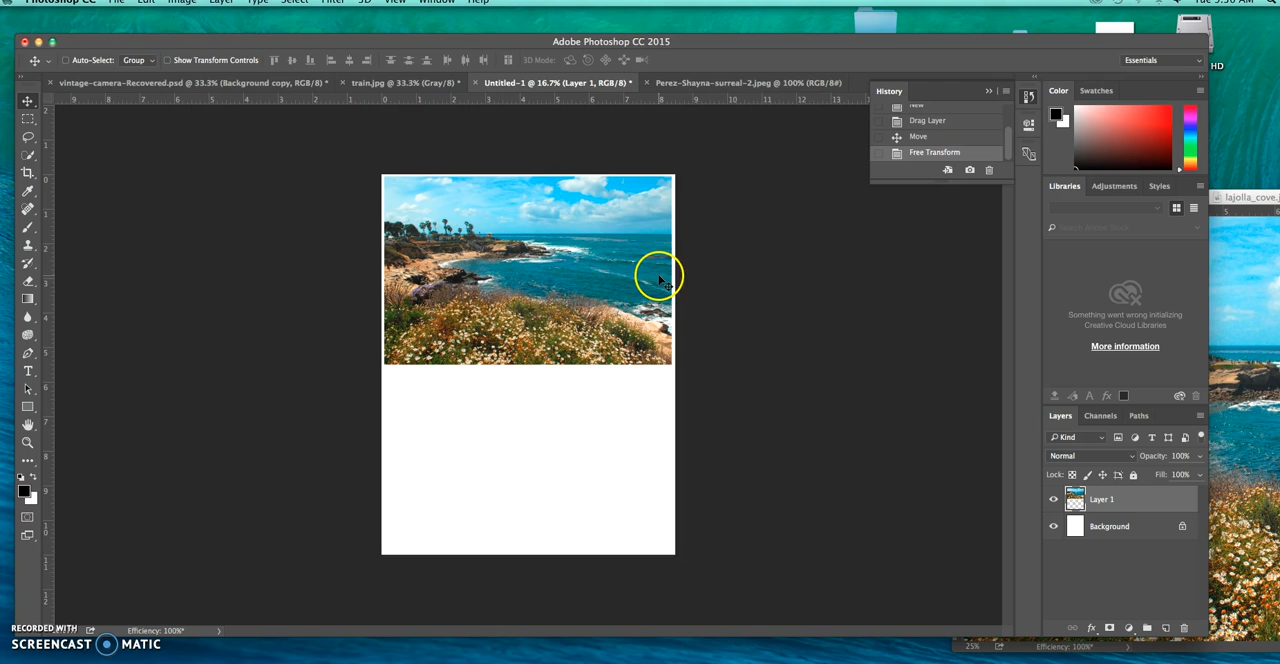 Photoshop CC File Edit Image Layer Type Select Filter 3D View Window Help
Adobe Photoshop CC 2015
Auto-Select: Group Show Transform Controls 3D Mode: Essentials
HD
vintage-camera-Recovered.psd @ 33.3% (Background copy, RGB/8) * train.jpg @ 33.3% (Gray/8) * Untitled-1 @ 16.7% (Layer 1, RGB/8) * Perez-Shayna-surreal-2.jpeg @ 100% (RGB/8#)
History
New
Drag Layer
Move
Free Transform
Color Swatches
Libraries Adjustments Styles
lajolla_cove.j
Something went wrong initializing
Creative Cloud Libraries
More information
Layers Channels Paths
Kind
Normal Opacity: 100%
Lock: Fill: 100%
Layer 1
Background
Efficiency: 100%*
25% Efficiency: 100%*
RECORDED WITH
SCREENCAST MATIC